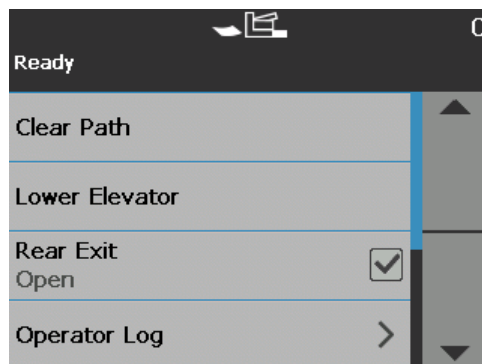 Ready
Clear Path
Lower Elevator
Rear Exit
Open
Operator Log